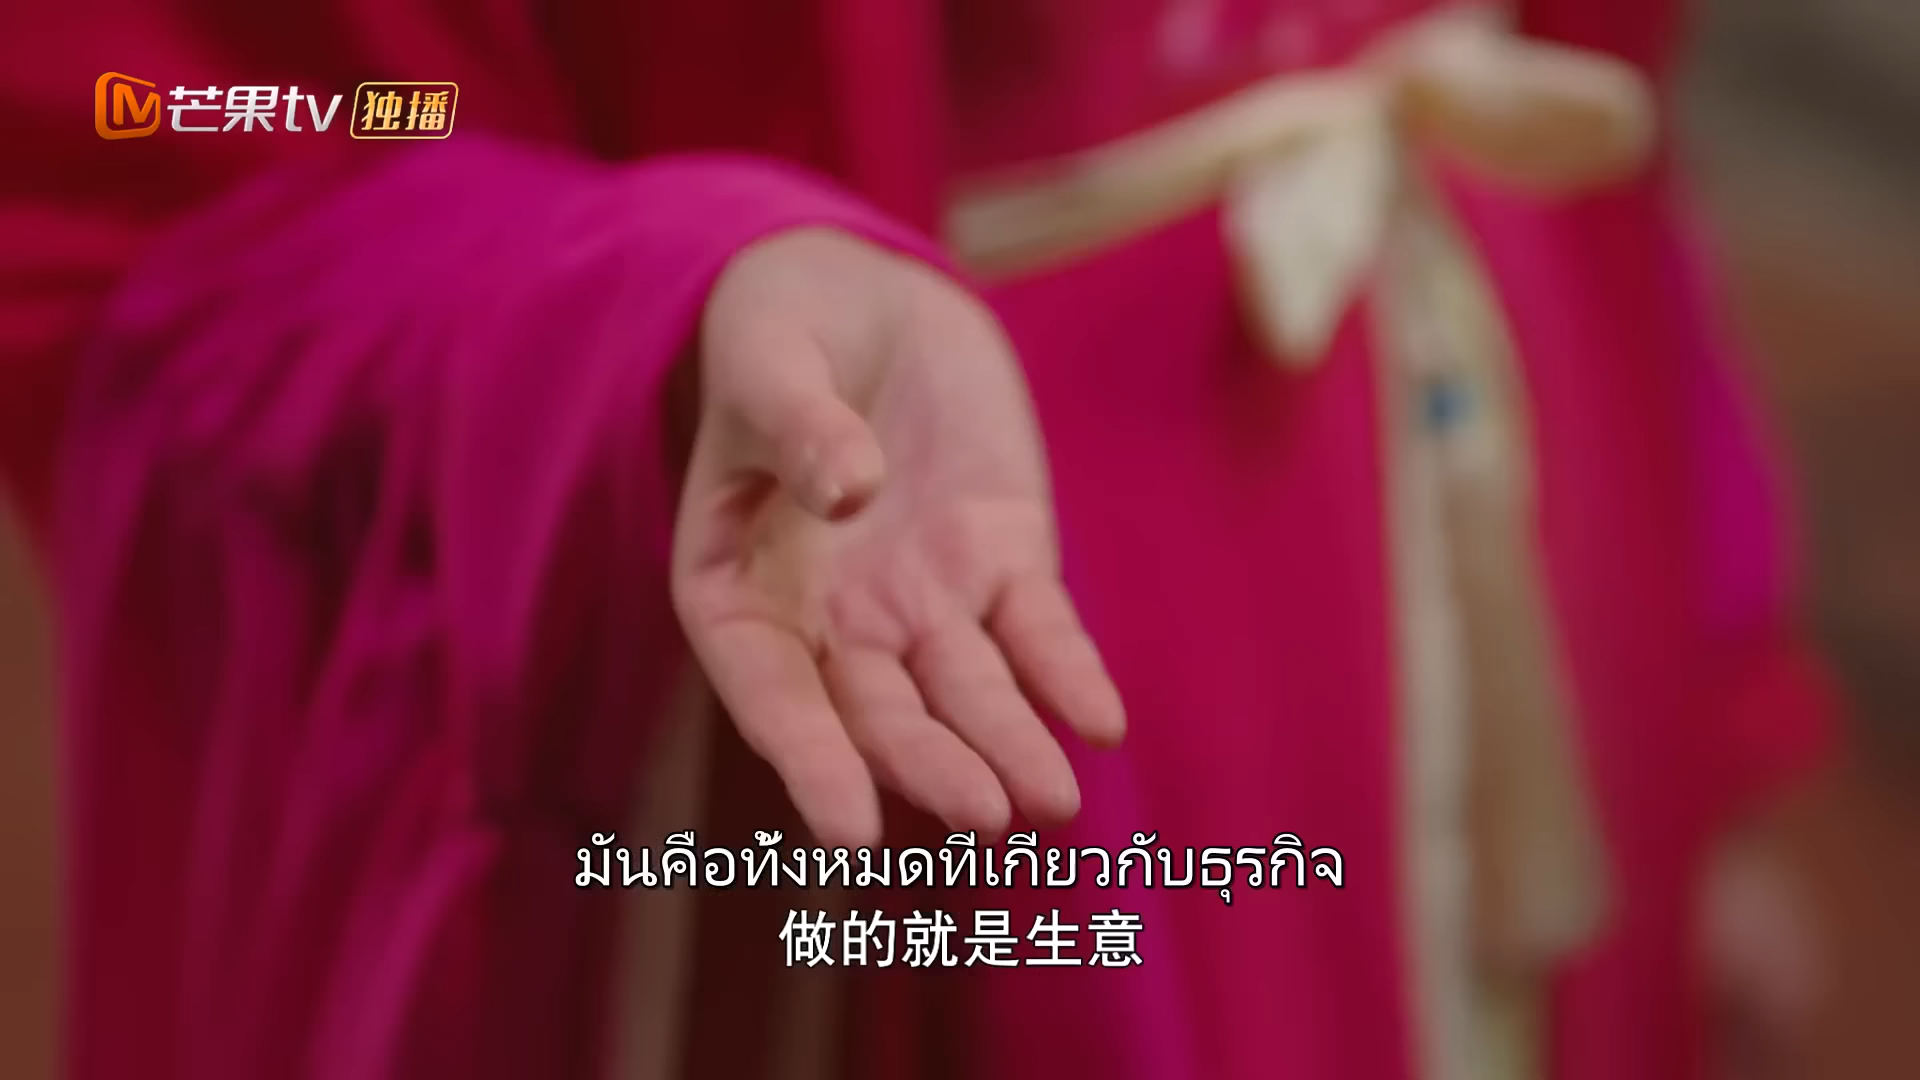 芒果tv 独播
มันคือทั้งหมดที่เกี่ยวกับธุรกิจ
做的就是生意